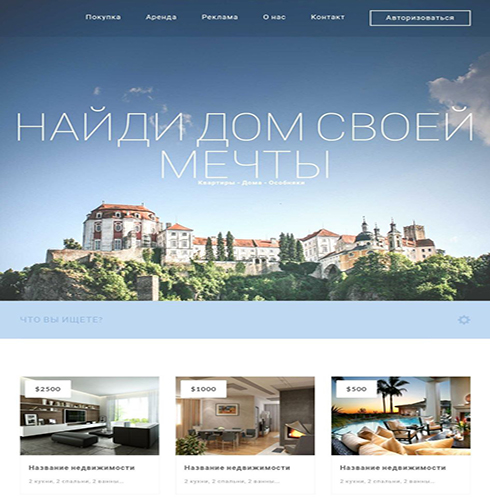 Покупка Аренда Реклама О нас Контакт Авторизоваться
НАЙДИ ДОМ СВОЕЙ
МЕЧТЫ
Квартиры - Дома - Особняки
ЧТО ВЫ ИЩЕТЕ?
$2500 $1000 $500
Название недвижимости Название недвижимости Название недвижимости
2 кухни, 2 спальни, 2 ванны... 2 кухни, 2 спальни, 2 ванны... 2 кухни, 2 спальни, 2 ванны...